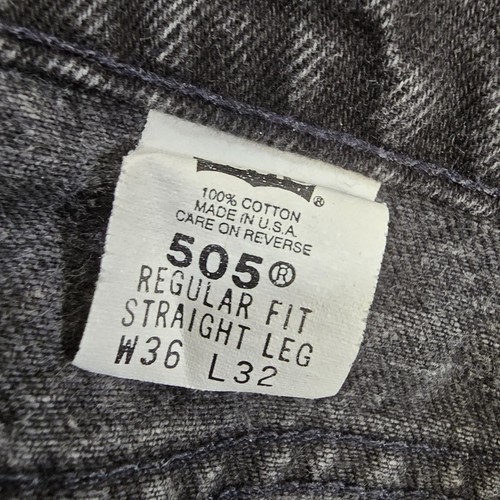 ®
100% COTTON
MADE IN U.S.A.
CARE ON REVERSE
505®
REGULAR FIT
STRAIGHT LEG
W36 L32